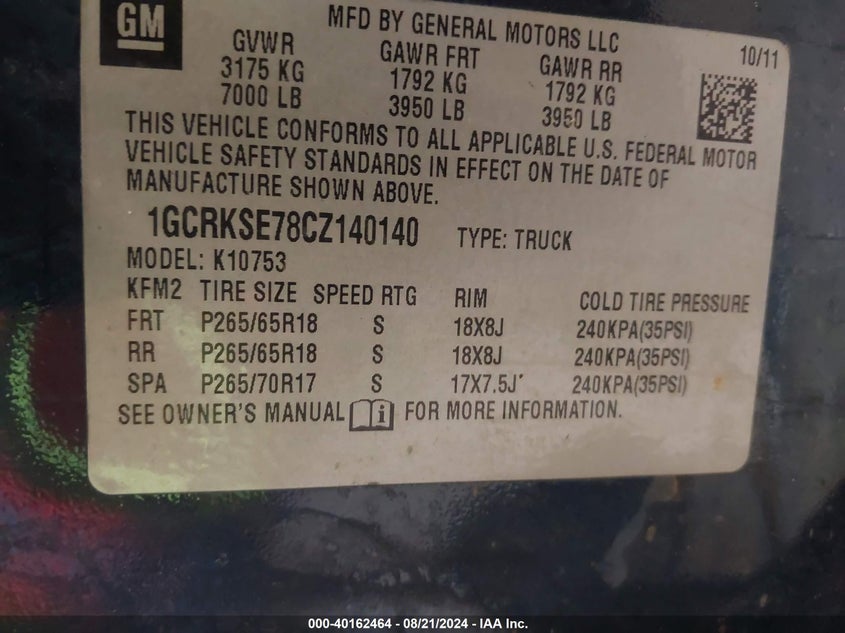 GM
MFD BY GENERAL MOTORS LLC
10/11
GVWR GAWR FRT GAWR RR
3175 KG 1792 KG 1792 KG
7000 LB 3950 LB 3950 LB
THIS VEHICLE CONFORMS TO ALL APPLICABLE U.S. FEDERAL MOTOR
VEHICLE SAFETY STANDARDS IN EFFECT ON THE DATE OF
MANUFACTURE SHOWN ABOVE.
1GCRKSE78CZ140140 TYPE: TRUCK
MODEL: K10753
KFM2 TIRE SIZE SPEED RTG RIM COLD TIRE PRESSURE
FRT P265/65R18 S 18X8J 240KPA(35PSI)
RR P265/65R18 S 18X8J 240KPA(35PSI)
SPA P265/70R17 S 17X7.5J 240KPA(35PSI)
SEE OWNER'S MANUAL i FOR MORE INFORMATION.
000-40162464 - 08/21/2024 - IAA Inc.